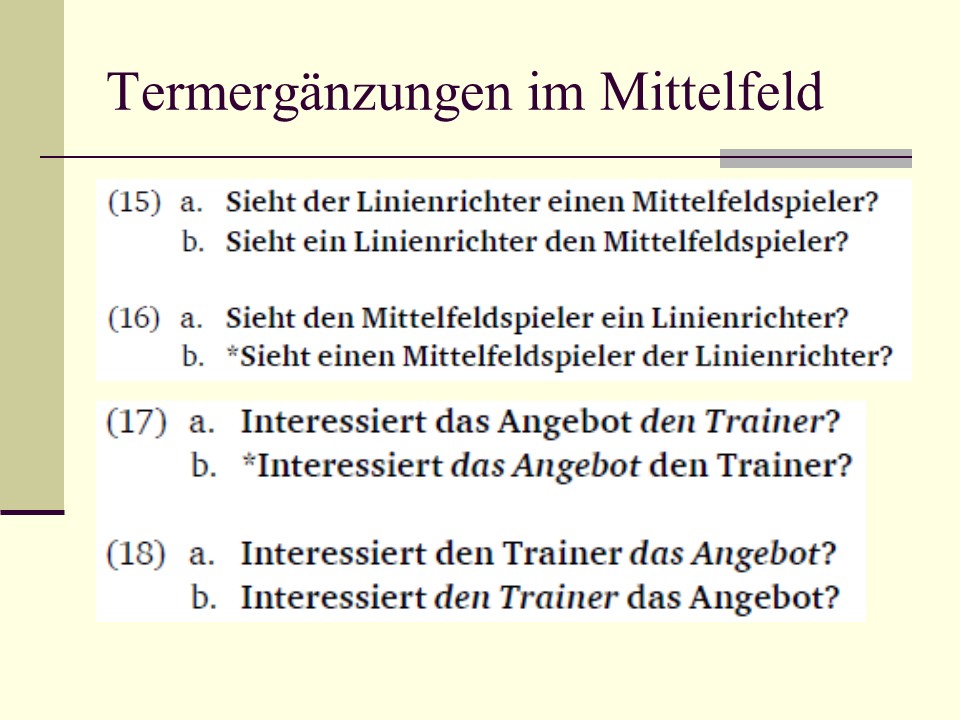 Termergänzungen im Mittelfeld
(15) a. Sieht der Linienrichter einen Mittelfeldspieler?
b. Sieht ein Linienrichter den Mittelfeldspieler?
(16) a. Sieht den Mittelfeldspieler ein Linienrichter?
b. *Sieht einen Mittelfeldspieler der Linienrichter?
(17) a. Interessiert das Angebot den Trainer?
b. *Interessiert das Angebot den Trainer?
(18) a. Interessiert den Trainer das Angebot?
b. Interessiert den Trainer das Angebot?